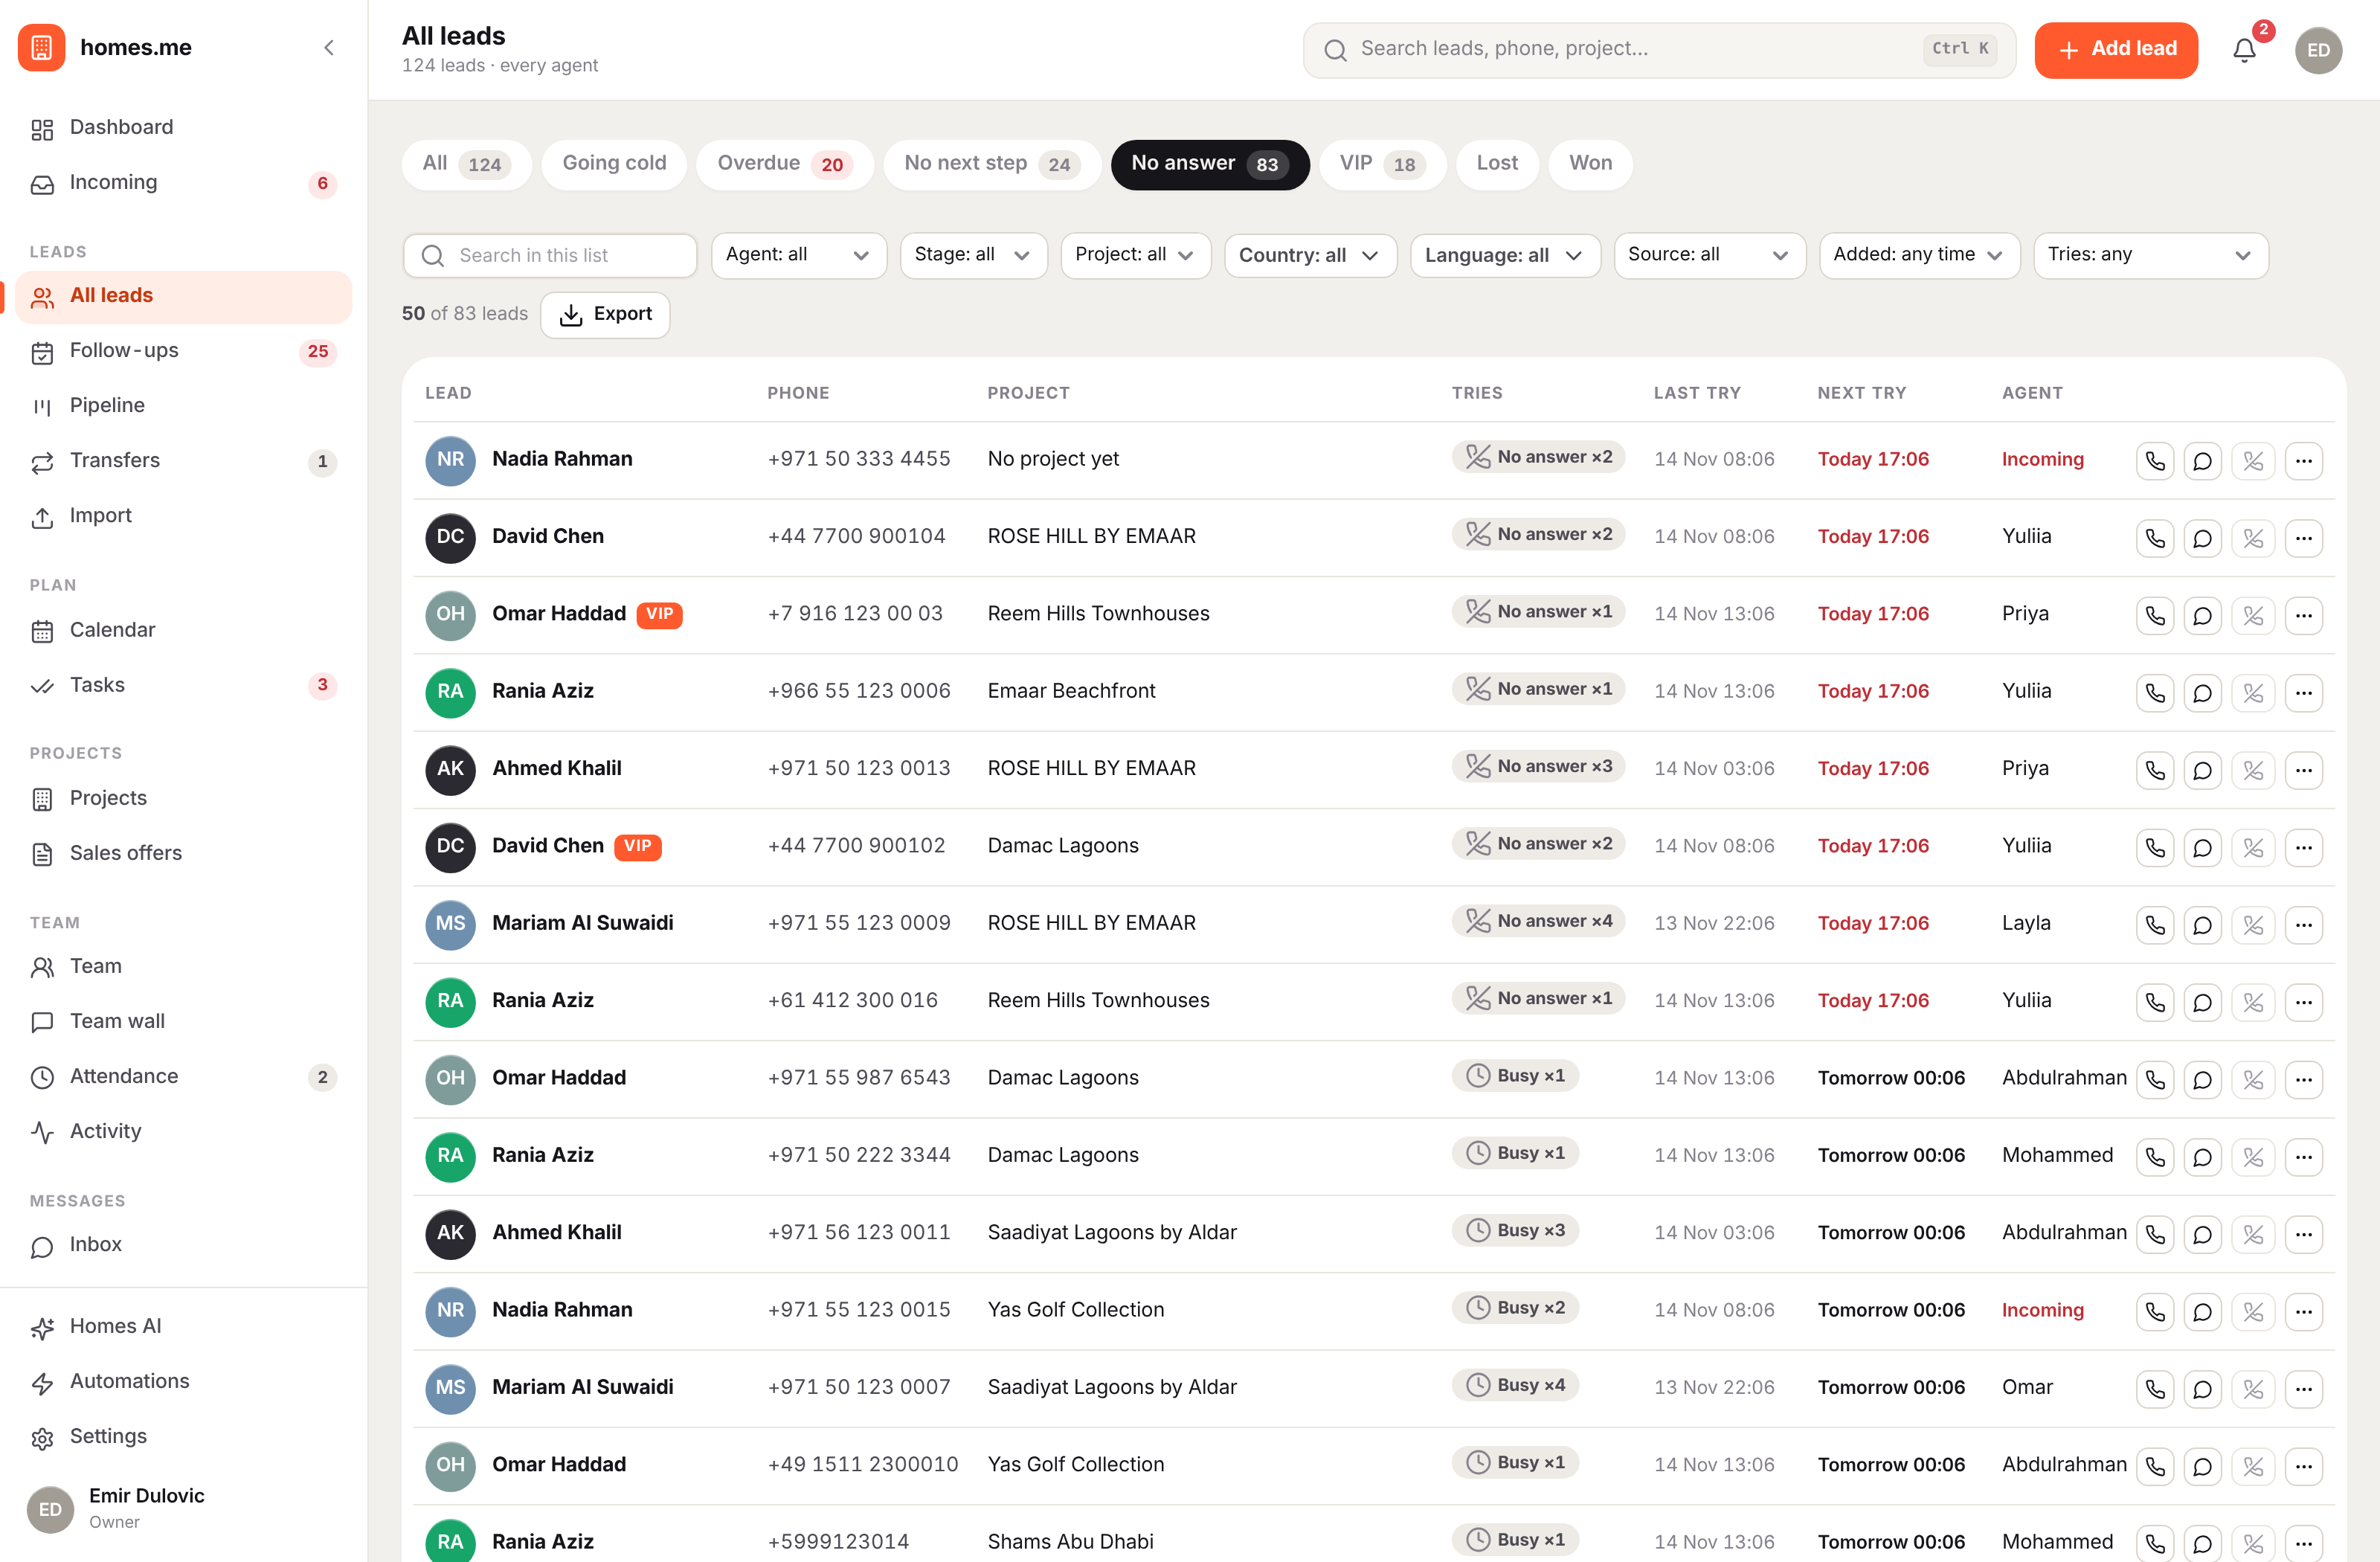 homes.me
Dashboard
Incoming 6
LEADS
All leads
Follow-ups 25
Pipeline
Transfers 1
Import
PLAN
Calendar
Tasks 3
PROJECTS
Projects
Sales offers
TEAM
Team
Team wall
Attendance 2
Activity
MESSAGES
Inbox
Homes AI
Automations
Settings
ED Emir Dulovic
Owner
All leads
124 leads · every agent
Search leads, phone, project... Ctrl K
Add lead
2
ED
All 124 Going cold Overdue 20 No next step 24 No answer 83 VIP 18 Lost Won
Search in this list Agent: all Stage: all Project: all Country: all Language: all Source: all Added: any time Tries: any
50 of 83 leads Export
LEAD PHONE PROJECT TRIES LAST TRY NEXT TRY AGENT
NR Nadia Rahman +971 50 333 4455 No project yet No answer ×2 14 Nov 08:06 Today 17:06 Incoming
DC David Chen +44 7700 900104 ROSE HILL BY EMAAR No answer ×2 14 Nov 08:06 Today 17:06 Yuliia
OH Omar Haddad VIP +7 916 123 00 03 Reem Hills Townhouses No answer ×1 14 Nov 13:06 Today 17:06 Priya
RA Rania Aziz +966 55 123 0006 Emaar Beachfront No answer ×1 14 Nov 13:06 Today 17:06 Yuliia
AK Ahmed Khalil +971 50 123 0013 ROSE HILL BY EMAAR No answer ×3 14 Nov 03:06 Today 17:06 Priya
DC David Chen VIP +44 7700 900102 Damac Lagoons No answer ×2 14 Nov 08:06 Today 17:06 Yuliia
MS Mariam Al Suwaidi +971 55 123 0009 ROSE HILL BY EMAAR No answer ×4 13 Nov 22:06 Today 17:06 Layla
RA Rania Aziz +61 412 300 016 Reem Hills Townhouses No answer ×1 14 Nov 13:06 Today 17:06 Yuliia
OH Omar Haddad +971 55 987 6543 Damac Lagoons Busy ×1 14 Nov 13:06 Tomorrow 00:06 Abdulrahman
RA Rania Aziz +971 50 222 3344 Damac Lagoons Busy ×1 14 Nov 13:06 Tomorrow 00:06 Mohammed
AK Ahmed Khalil +971 56 123 0011 Saadiyat Lagoons by Aldar Busy ×3 14 Nov 03:06 Tomorrow 00:06 Abdulrahman
NR Nadia Rahman +971 55 123 0015 Yas Golf Collection Busy ×2 14 Nov 08:06 Tomorrow 00:06 Incoming
MS Mariam Al Suwaidi +971 50 123 0007 Saadiyat Lagoons by Aldar Busy ×4 13 Nov 22:06 Tomorrow 00:06 Omar
OH Omar Haddad +49 1511 2300010 Yas Golf Collection Busy ×1 14 Nov 13:06 Tomorrow 00:06 Abdulrahman
RA Rania Aziz +5999123014 Shams Abu Dhabi Busy ×1 14 Nov 13:06 Tomorrow 00:06 Mohammed